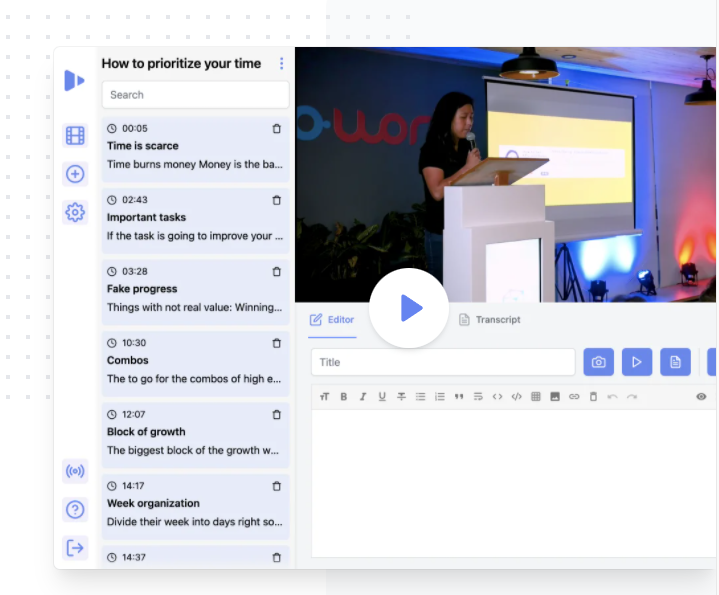 How to prioritize your time
Search
00:05
Time is scarce
Time burns money Money is the ba...
02:43
Important tasks
If the task is going to improve your ...
03:28
Fake progress
Things with not real value: Winning...
10:30
Combos
The to go for the combos of high e...
12:07
Block of growth
The biggest block of the growth w...
14:17
Week organization
Divide their week into days right so...
14:37
Editor
Transcript
Title